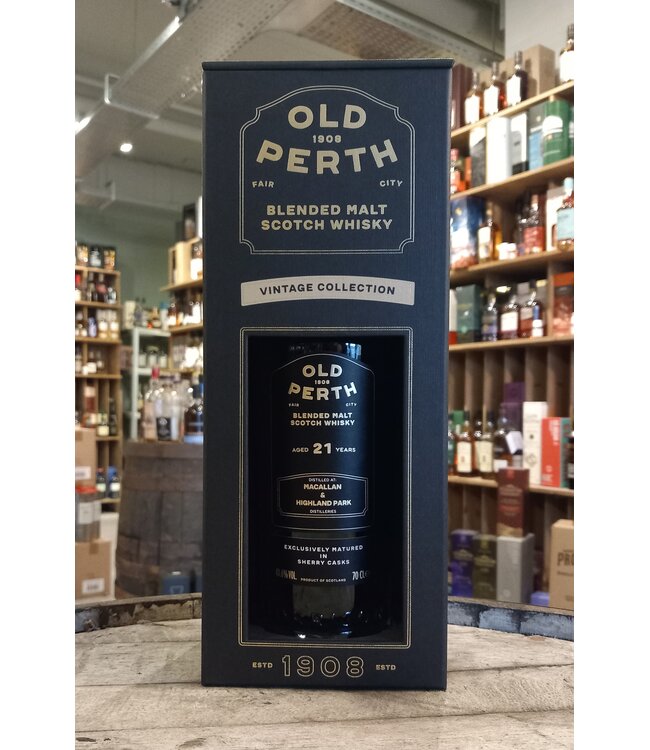 OLD
1908
PERTH
FAIR CITY
BLENDED MALT
SCOTCH WHISKY
VINTAGE COLLECTION
OLD
1908
PERTH
FAIR CITY
BLENDED MALT
SCOTCH WHISKY
AGED 21 YEARS
DISTILLED AT:
MACALLAN
&
HIGHLAND PARK
DISTILLERIES
EXCLUSIVELY MATURED
IN
SHERRY CASKS
%VOL. PRODUCT OF SCOTLAND 70 CL
ESTD 1908 ESTD